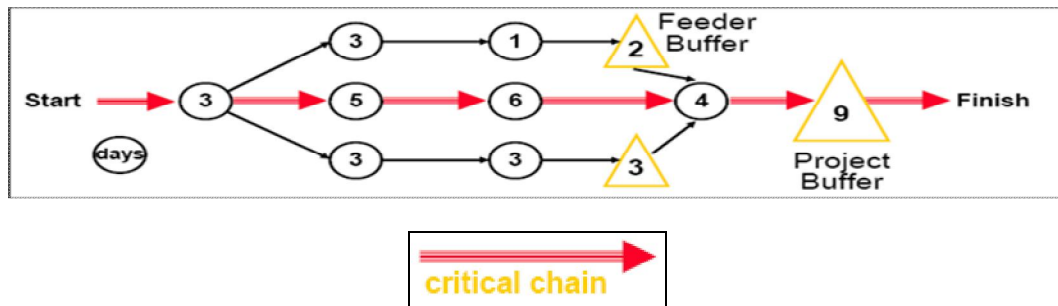 3
1
2
Feeder
Buffer
Start
3
5
6
4
9
Finish
days
3
3
3
Project
Buffer
critical chain